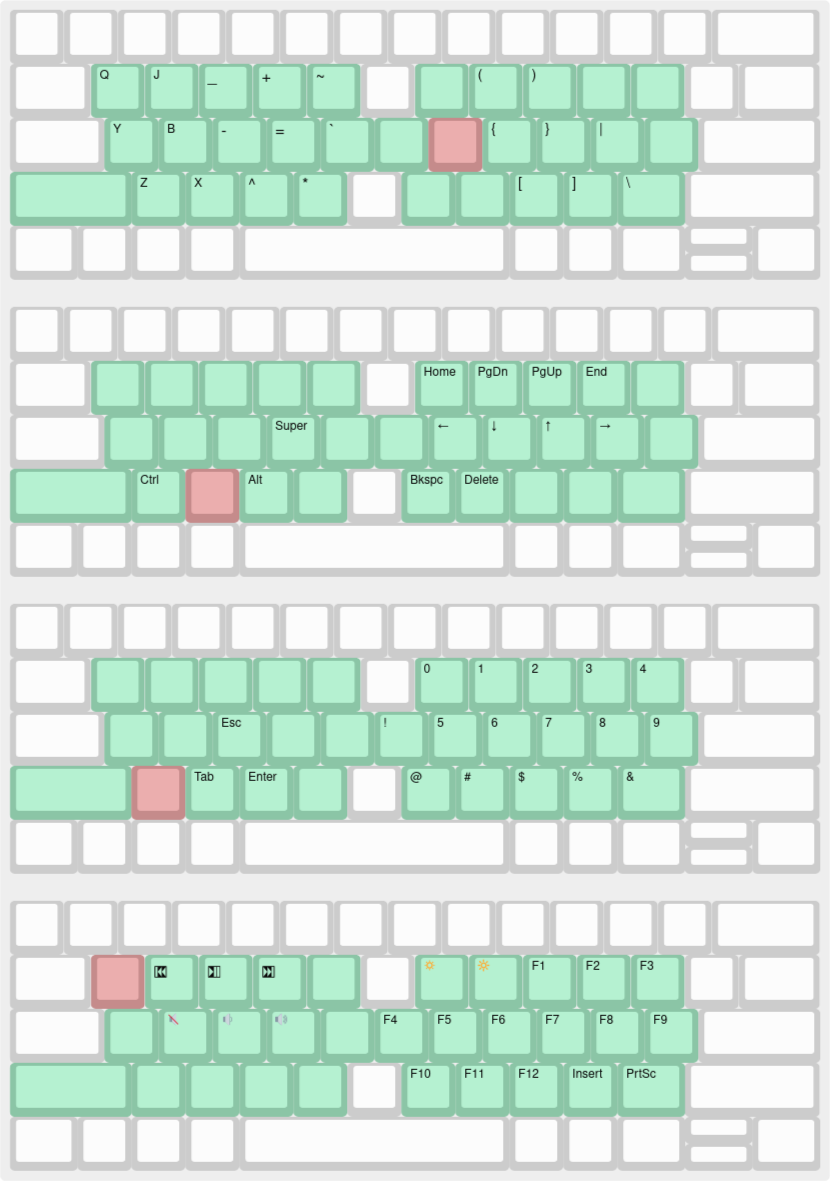 Q J _ + ~ ( )
Y B - = ` { } |
Z X ^ * [ ] \
Home PgDn PgUp End
Super ← ↓ ↑ →
Ctrl Alt Bkspc Delete
0 1 2 3 4
Esc ! 5 6 7 8 9
Tab Enter @ # $ % &
F1 F2 F3
F4 F5 F6 F7 F8 F9
F10 F11 F12 Insert PrtSc